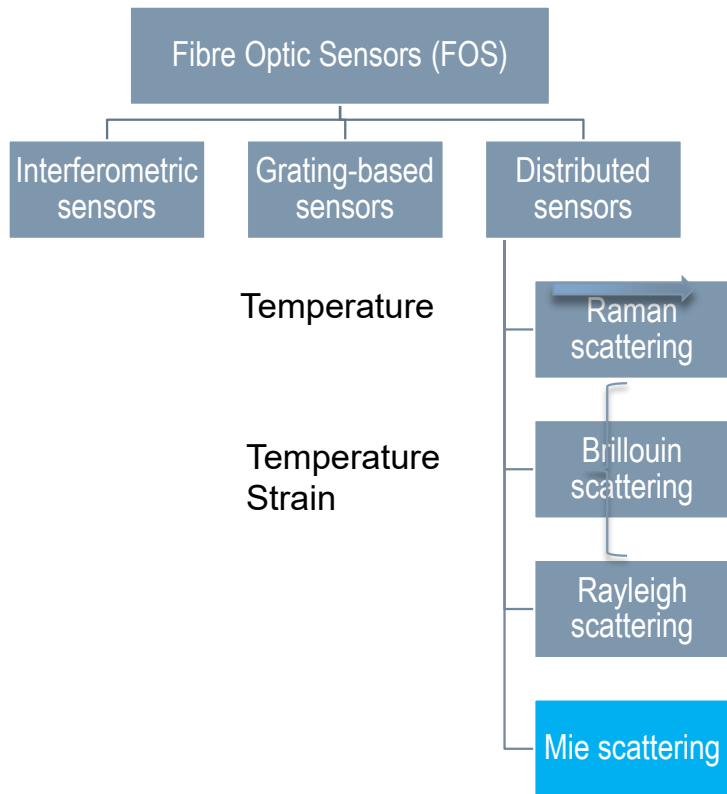 Fibre Optic Sensors (FOS)
Interferometric
sensors
Grating-based
sensors
Distributed
sensors
Temperature
Raman
scattering
Temperature
Strain
Brillouin
scattering
Rayleigh
scattering
Mie scattering